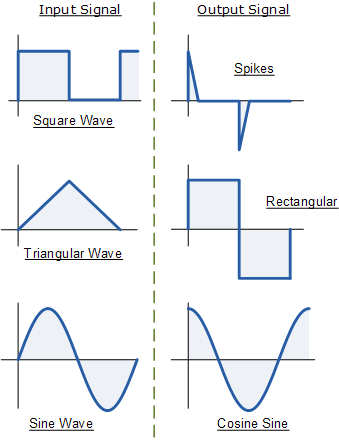 Input Signal
Output Signal
Spikes
Square Wave
Rectangular
Triangular Wave
Sine Wave
Cosine Sine